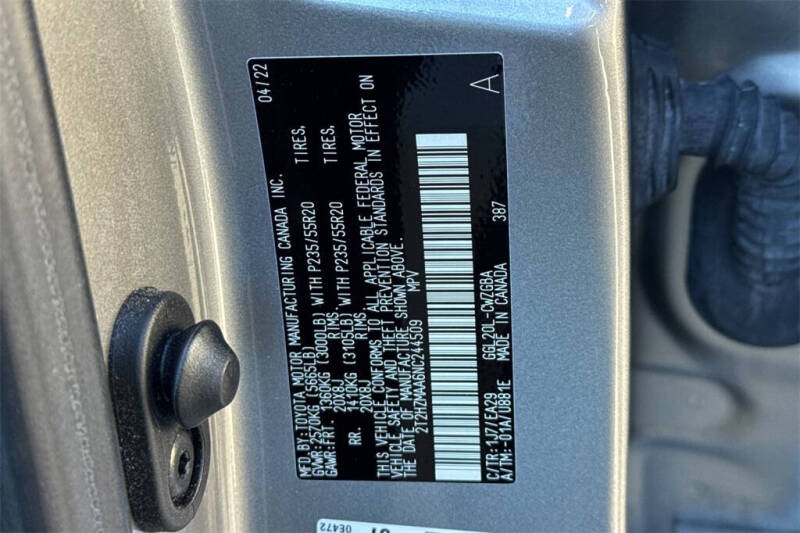 MFD.BY: TOYOTA MOTOR MANUFACTURING CANADA INC. 04/22
GVWR: 2570KG (5665LB)
GAWR:FRT. 1360KG (3000LB) WITH P235/55R20 TIRES,
20X8J RIMS.
RR. 1410KG (3105LB) WITH P235/55R20 TIRES,
20X8J RIMS.
THIS VEHICLE CONFORMS TO ALL APPLICABLE FEDERAL MOTOR
VEHICLE SAFETY AND THEFT PREVENTION STANDARDS IN EFFECT ON
THE DATE OF MANUFACTURE SHOWN ABOVE.
2T2HZMAA6NC244509 MPV
A
C/TR:1J7/EA29 GGL20L-CWZGBA 387
A/TM:-01A/U881E MADE IN CANADA
0E472